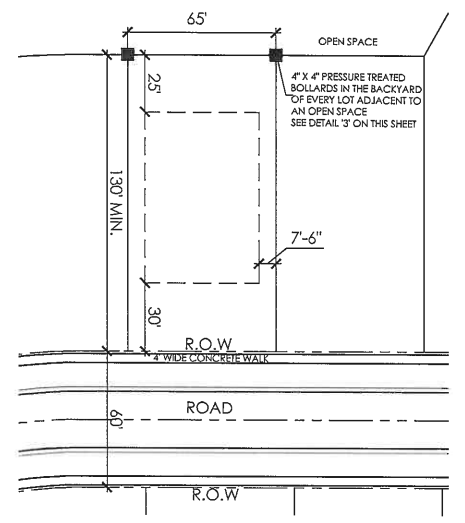 65'
OPEN SPACE
4" X 4" PRESSURE TREATED
BOLLARDS IN THE BACKYARD
OF EVERY LOT ADJACENT TO
AN OPEN SPACE
SEE DETAIL '3' ON THIS SHEET
25'
130' MIN.
7'-6"
30'
R.O.W
4' WIDE CONCRETE WALK
ROAD
60'
R.O.W